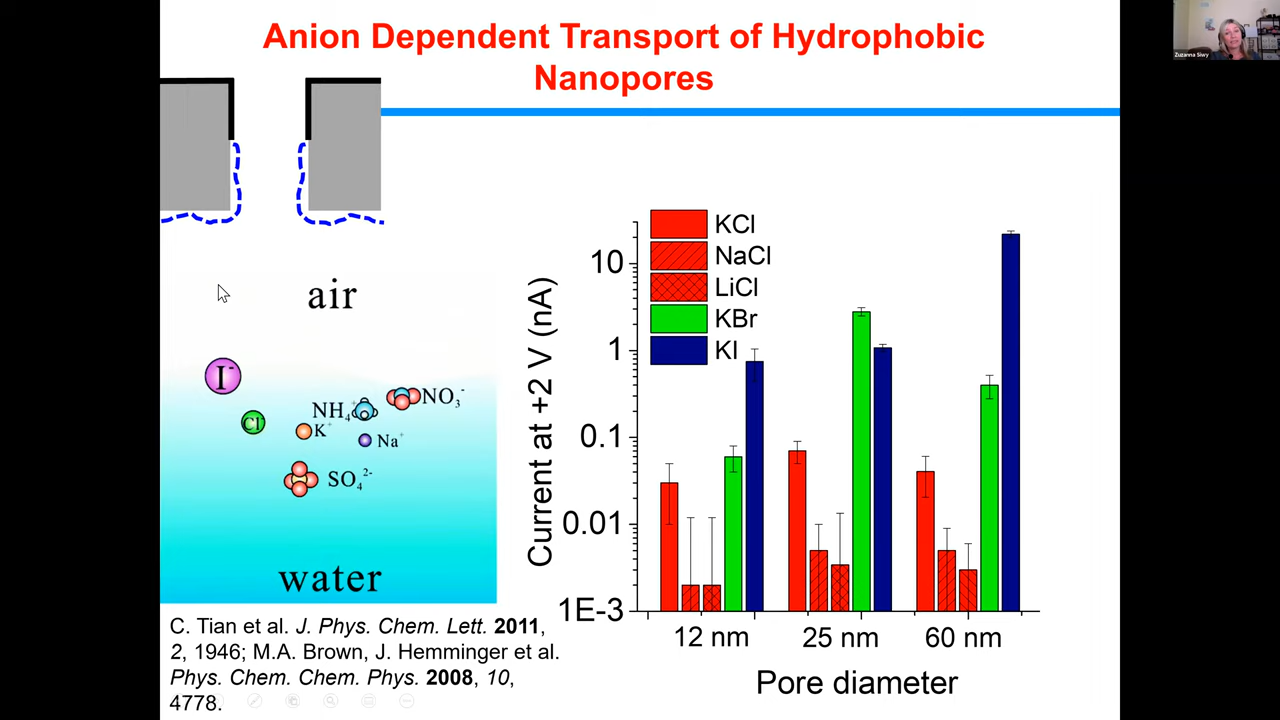 Anion Dependent Transport of Hydrophobic
Nanopores
Zuzanna Siwy
air
I⁻
Cl⁻
NH₄⁺
K⁺
NO₃⁻
Na⁺
SO₄²⁻
water
C. Tian et al. J. Phys. Chem. Lett. 2011,
2, 1946; M.A. Brown, J. Hemminger et al.
Phys. Chem. Chem. Phys. 2008, 10,
4778.
KCl
NaCl
LiCl
KBr
KI
Current at +2 V (nA)
10
1
0.1
0.01
1E-3
12 nm 25 nm 60 nm
Pore diameter